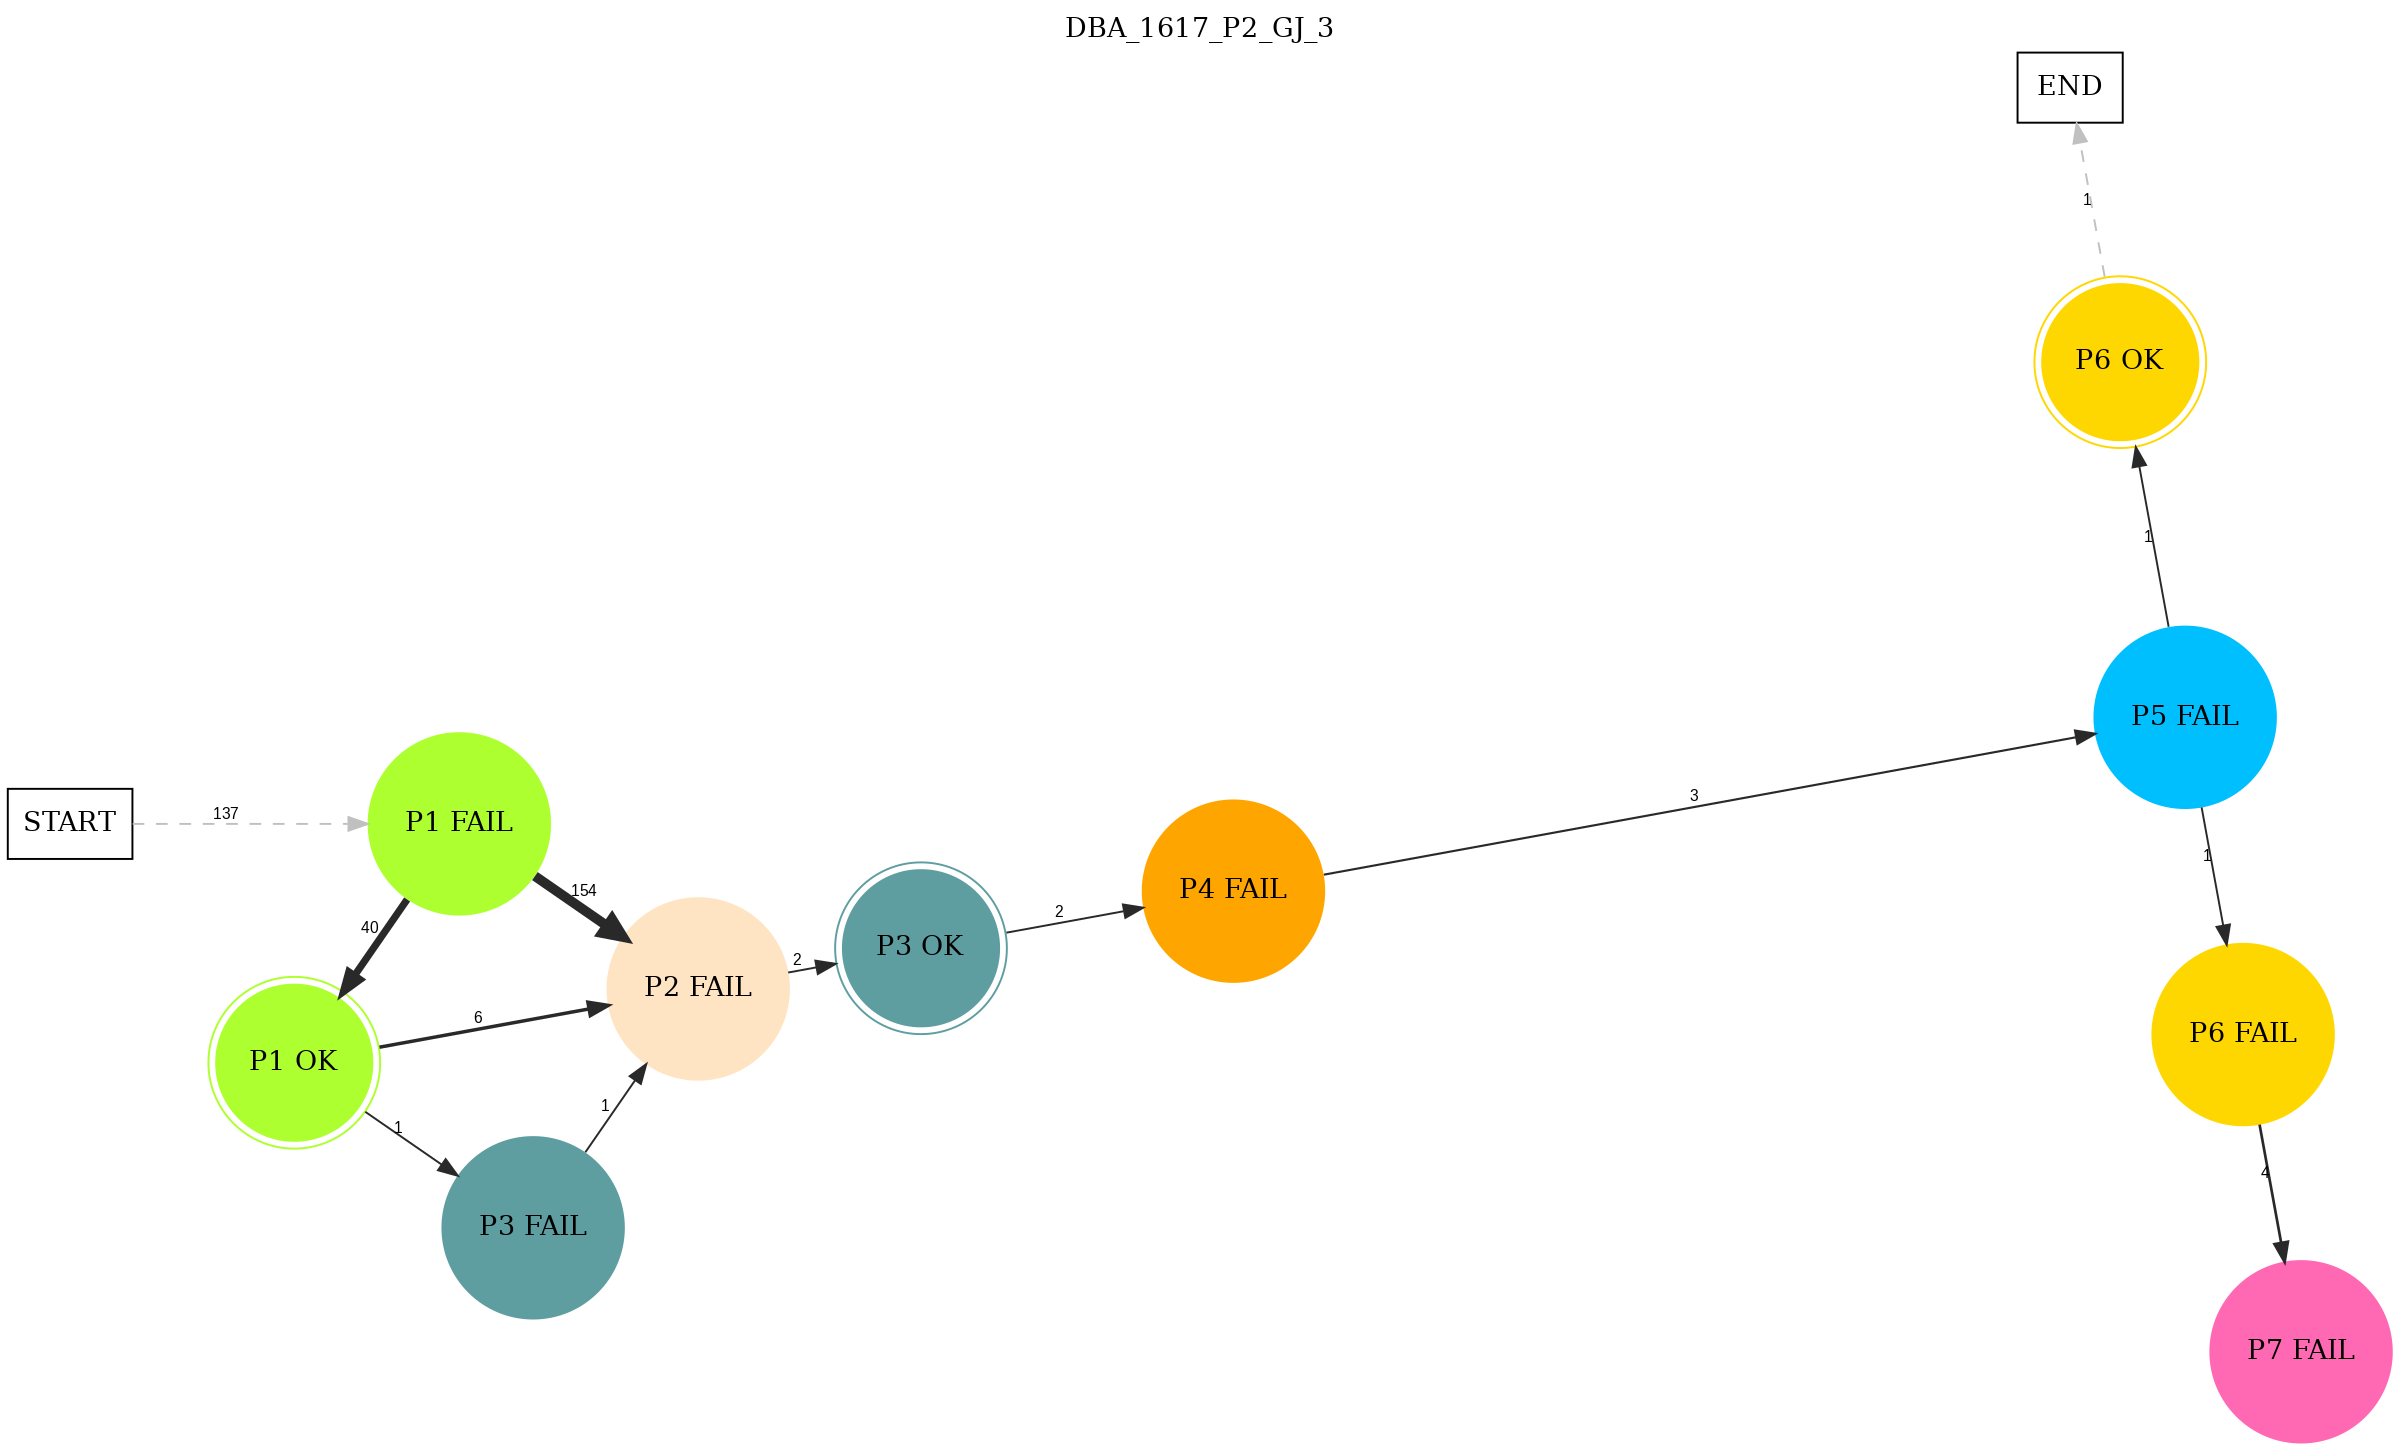 DBA_1617_P2_GJ_3
END
1
P6 OK
1
P5 FAIL
START
137
P1 FAIL
154
40
P4 FAIL
3
1
P3 OK
2
2
P2 FAIL
6
P1 OK
1
1
P3 FAIL
P6 FAIL
4
P7 FAIL